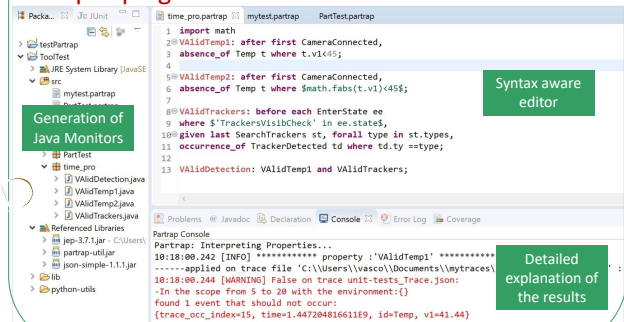 Packa...
JUnit
testPartrap
ToolTest
JRE System Library [JavaSE
src
mytest.partrap
Generation of
Java Monitors
PartTest
time_pro
VAlidDetection.java
VAlidTemp1.java
VAlidTemp2.java
VAlidTrackers.java
Referenced Libraries
jep-3.7.1.jar - C:\Users\
partrap-util.jar
json-simple-1.1.1.jar
lib
python-utils
time_pro.partrap
mytest.partrap
PartTest.partrap
1 import math
2 VAlidTemp1: after first CameraConnected,
3 absence_of Temp t where t.v1<45;
4
5 VAlidTemp2: after first CameraConnected,
6 absence_of Temp t where $math.fabs(t.v1)<45$;
7
8 VAlidTrackers: before each EnterState ee
9 where $'TrackersVisibCheck' in ee.state$,
10 given last SearchTrackers st, forall type in st.types,
11 occurrence_of TrackerDetected td where td.ty ==type;
12
13 VAlidDetection: VAlidTemp1 and VAlidTrackers;
Syntax aware
editor
Problems @ Javadoc Declaration Console Error Log Coverage
Partrap Console
Partrap: Interpreting Properties...
10:18:00.242 [INFO] *********** property :'VAlidTemp1' ************
------applied on trace file 'C:\\Users\\vasco\\Documents\\mytraces\
10:18:00.244 [WARNING] False on trace unit-tests_Trace.json:
-In the scope from 5 to 20 with the environment:{}
found 1 event that should not occur:
{trace_occ_index=15, time=1.447204816611E9, id=Temp, v1=41.44}
Detailed
explanation of
the results